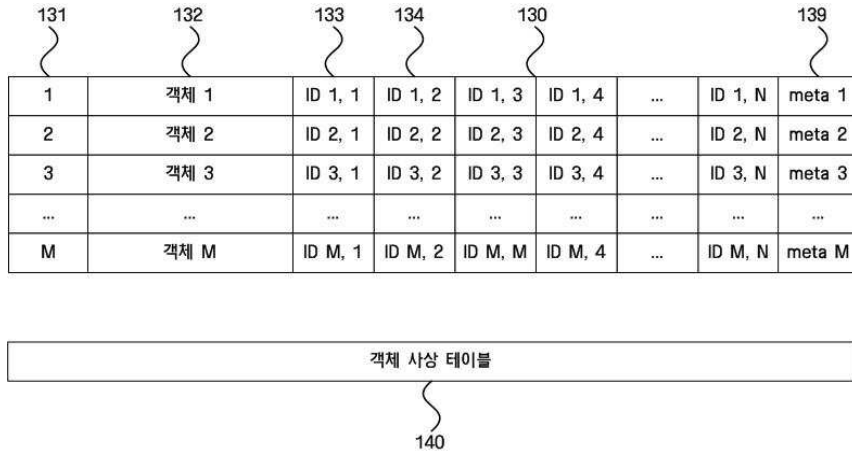 131 132 133 134 130 139
1 객체 1 ID 1, 1 ID 1, 2 ID 1, 3 ID 1, 4 ... ID 1, N meta 1
2 객체 2 ID 2, 1 ID 2, 2 ID 2, 3 ID 2, 4 ... ID 2, N meta 2
3 객체 3 ID 3, 1 ID 3, 2 ID 3, 3 ID 3, 4 ... ID 3, N meta 3
... ... ... ... ... ... ... ... ...
M 객체 M ID M, 1 ID M, 2 ID M, M ID M, 4 ... ID M, N meta M
객체 사상 테이블
140